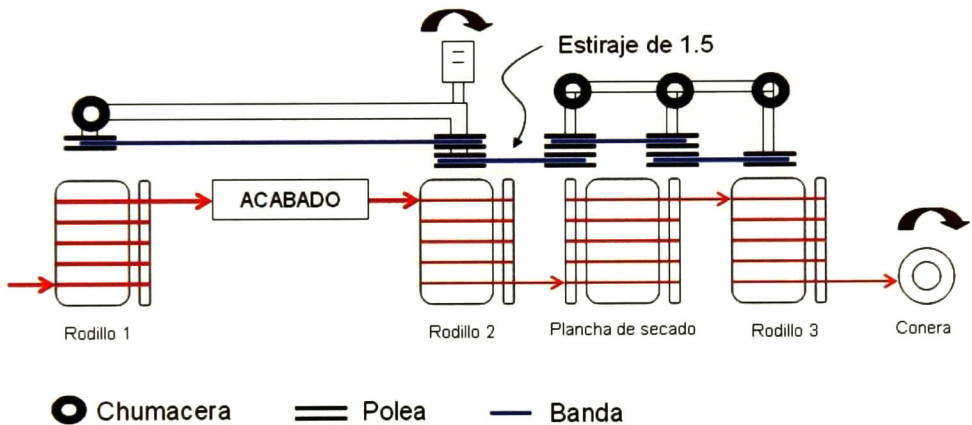 Estiraje de 1.5
ACABADO
Rodillo 1
Rodillo 2
Plancha de secado
Rodillo 3
Conera
Chumacera
Polea
Banda